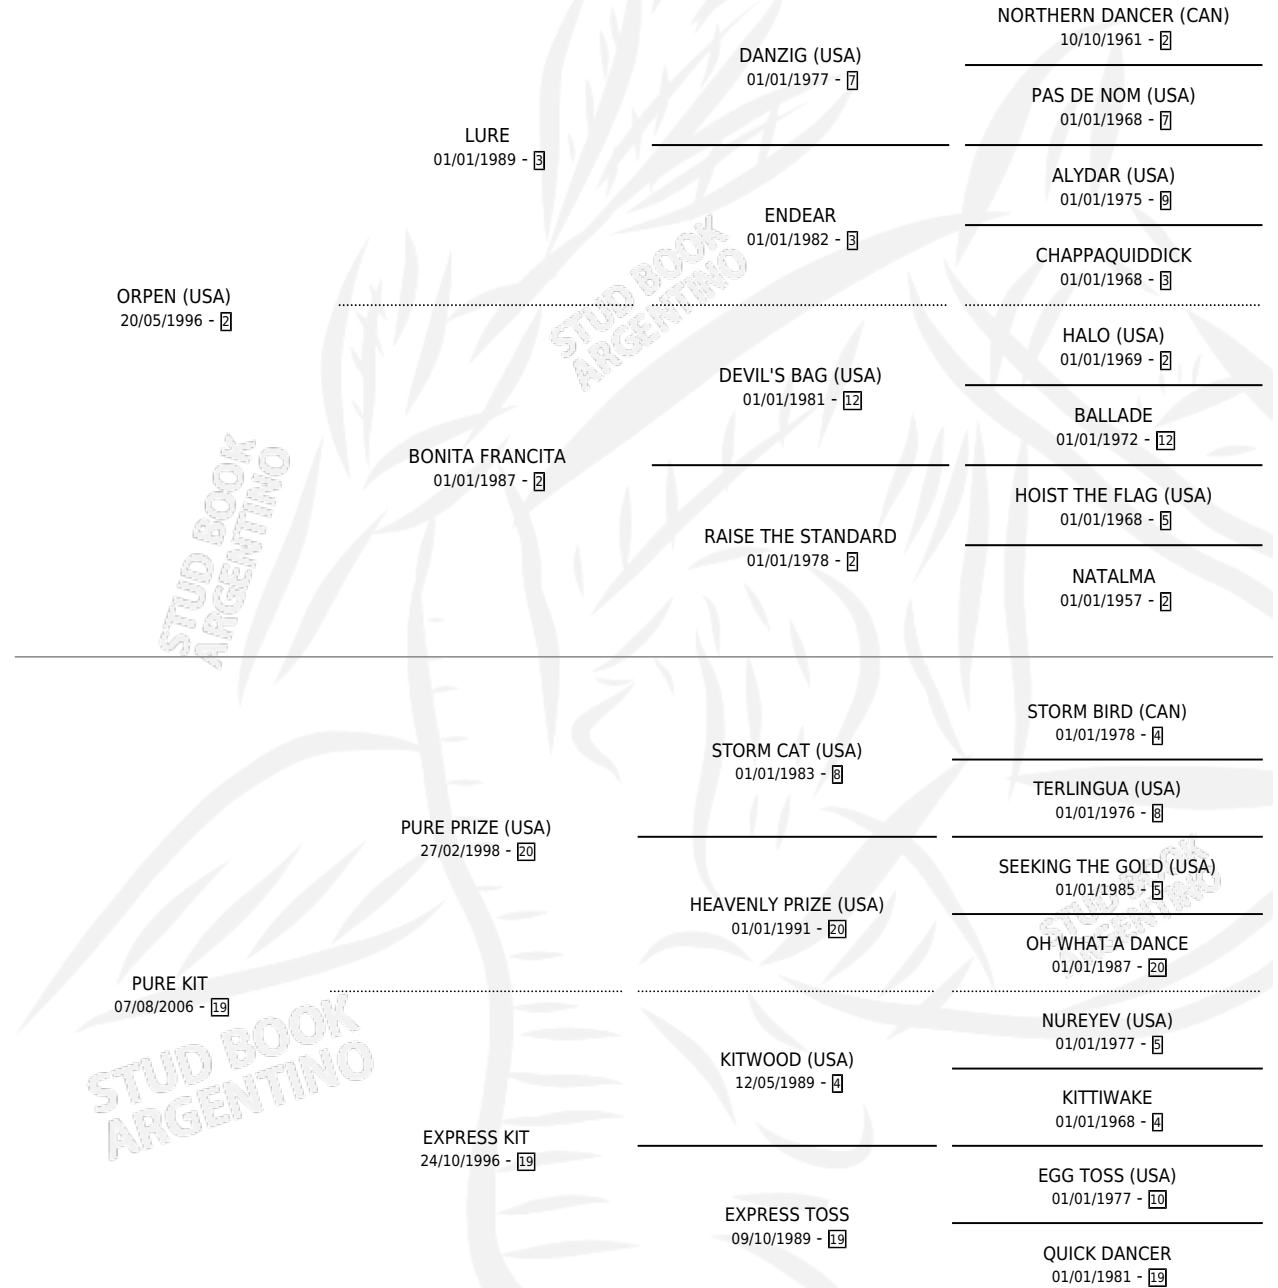 NORTHERN DANCER (CAN)
10/10/1961 - 2
DANZIG (USA)
01/01/1977 - 7
PAS DE NOM (USA)
01/01/1968 - 7
LURE
01/01/1989 - 3
ALYDAR (USA)
01/01/1975 - 9
ENDEAR
01/01/1982 - 3
CHAPPAQUIDDICK
01/01/1968 - 3
ORPEN (USA)
20/05/1996 - 2
HALO (USA)
01/01/1969 - 2
DEVIL'S BAG (USA)
01/01/1981 - 12
BALLADE
01/01/1972 - 12
BONITA FRANCITA
01/01/1987 - 2
HOIST THE FLAG (USA)
01/01/1968 - 5
RAISE THE STANDARD
01/01/1978 - 2
NATALMA
01/01/1957 - 2
STUD BOOK
ARGENTINO
STUD BOOK
ARGENTINO
STORM BIRD (CAN)
01/01/1978 - 4
STORM CAT (USA)
01/01/1983 - 8
TERLINGUA (USA)
01/01/1976 - 8
PURE PRIZE (USA)
27/02/1998 - 20
SEEKING THE GOLD (USA)
01/01/1985 - 5
HEAVENLY PRIZE (USA)
01/01/1991 - 20
OH WHAT A DANCE
01/01/1987 - 20
PURE KIT
07/08/2006 - 19
NUREYEV (USA)
01/01/1977 - 5
KITWOOD (USA)
12/05/1989 - 4
KITTIWAKE
01/01/1968 - 4
EXPRESS KIT
24/10/1996 - 19
EGG TOSS (USA)
01/01/1977 - 10
EXPRESS TOSS
09/10/1989 - 19
QUICK DANCER
01/01/1981 - 19
STUD BOOK
ARGENTINO
STUD BOOK
ARGENTINO